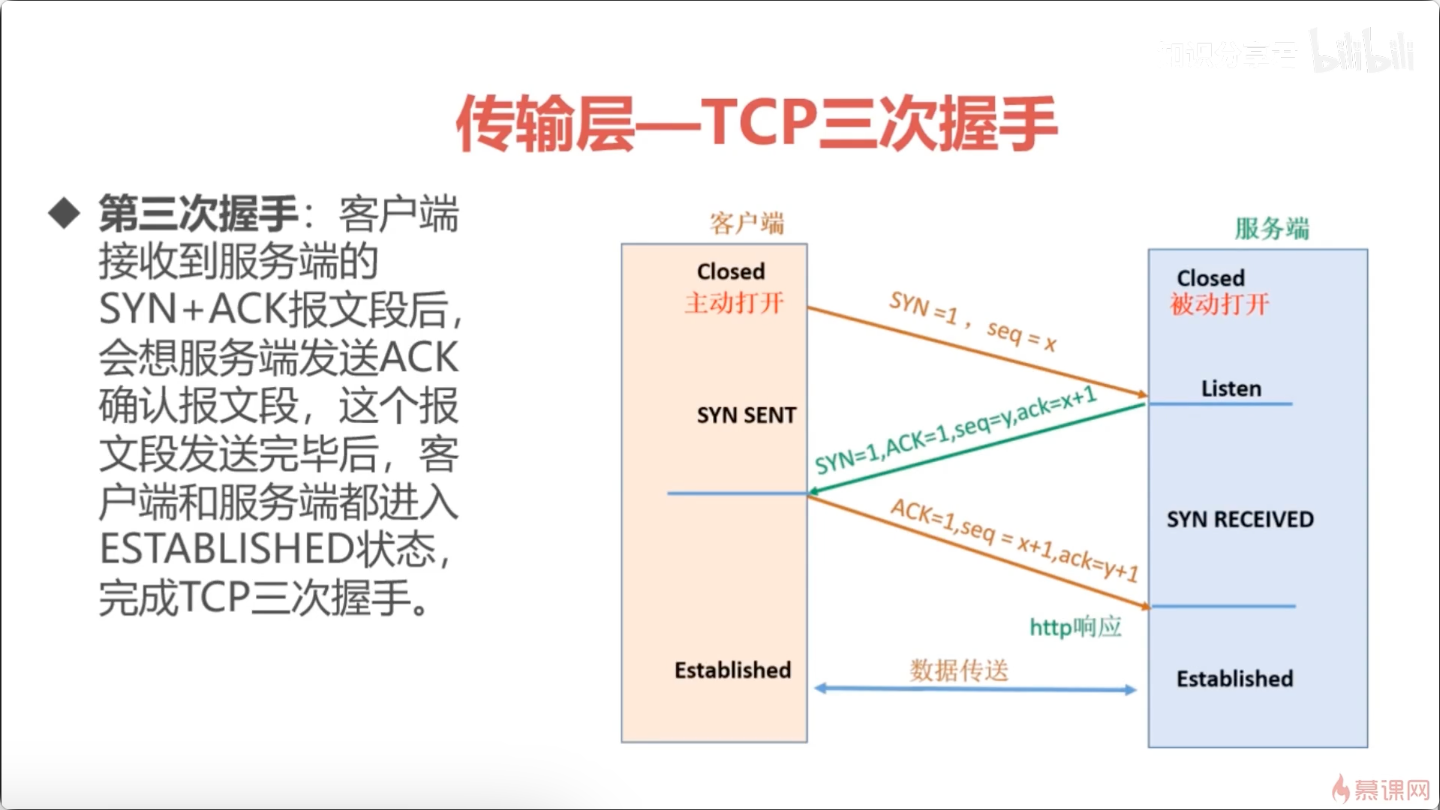 bilibili
传输层—TCP三次握手
◆ 第三次握手：客户端
接收到服务端的
SYN+ACK报文段后，
会想服务端发送ACK
确认报文段，这个报
文段发送完毕后，客
户端和服务端都进入
ESTABLISHED状态，
完成TCP三次握手。
客户端
服务端
Closed
主动打开
Closed
被动打开
SYN =1 ， seq = x
Listen
SYN=1,ACK=1,seq=y,ack=x+1
SYN SENT
ACK=1,seq = x+1,ack=y+1
SYN RECEIVED
http响应
数据传送
Established
Established
慕课网